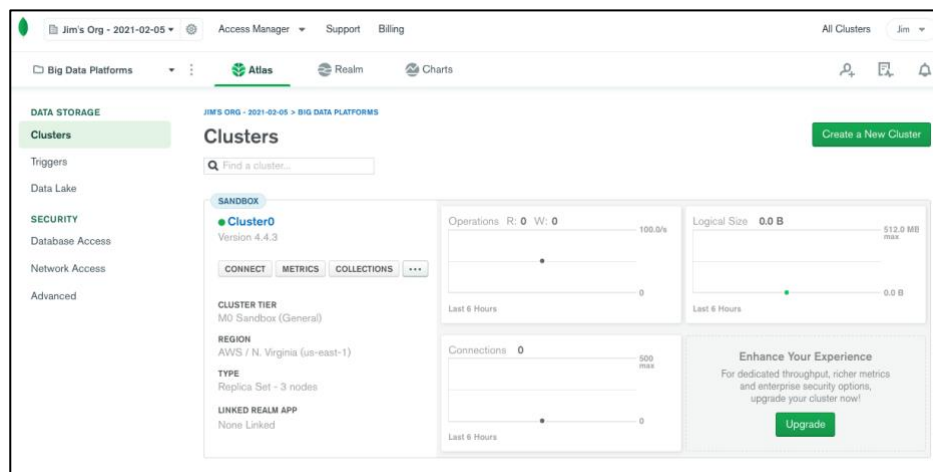 Jim's Org - 2021-02-05 Access Manager Support Billing All Clusters Jim
Big Data Platforms Atlas Realm Charts
DATA STORAGE
Clusters
Triggers
Data Lake
SECURITY
Database Access
Network Access
Advanced
JIM'S ORG - 2021-02-05 > BIG DATA PLATFORMS
Clusters
Create a New Cluster
Find a cluster...
SANDBOX
Cluster0
Version 4.4.3
CONNECT METRICS COLLECTIONS ...
CLUSTER TIER
M0 Sandbox (General)
REGION
AWS / N. Virginia (us-east-1)
TYPE
Replica Set - 3 nodes
LINKED REALM APP
None Linked
Operations R: 0 W: 0
100.0/s
0
Last 6 Hours
Logical Size 0.0 B
512.0 MB
max
0.0 B
Last 6 Hours
Connections 0
500
max
0
Last 6 Hours
Enhance Your Experience
For dedicated throughput, richer metrics
and enterprise security options,
upgrade your cluster now!
Upgrade